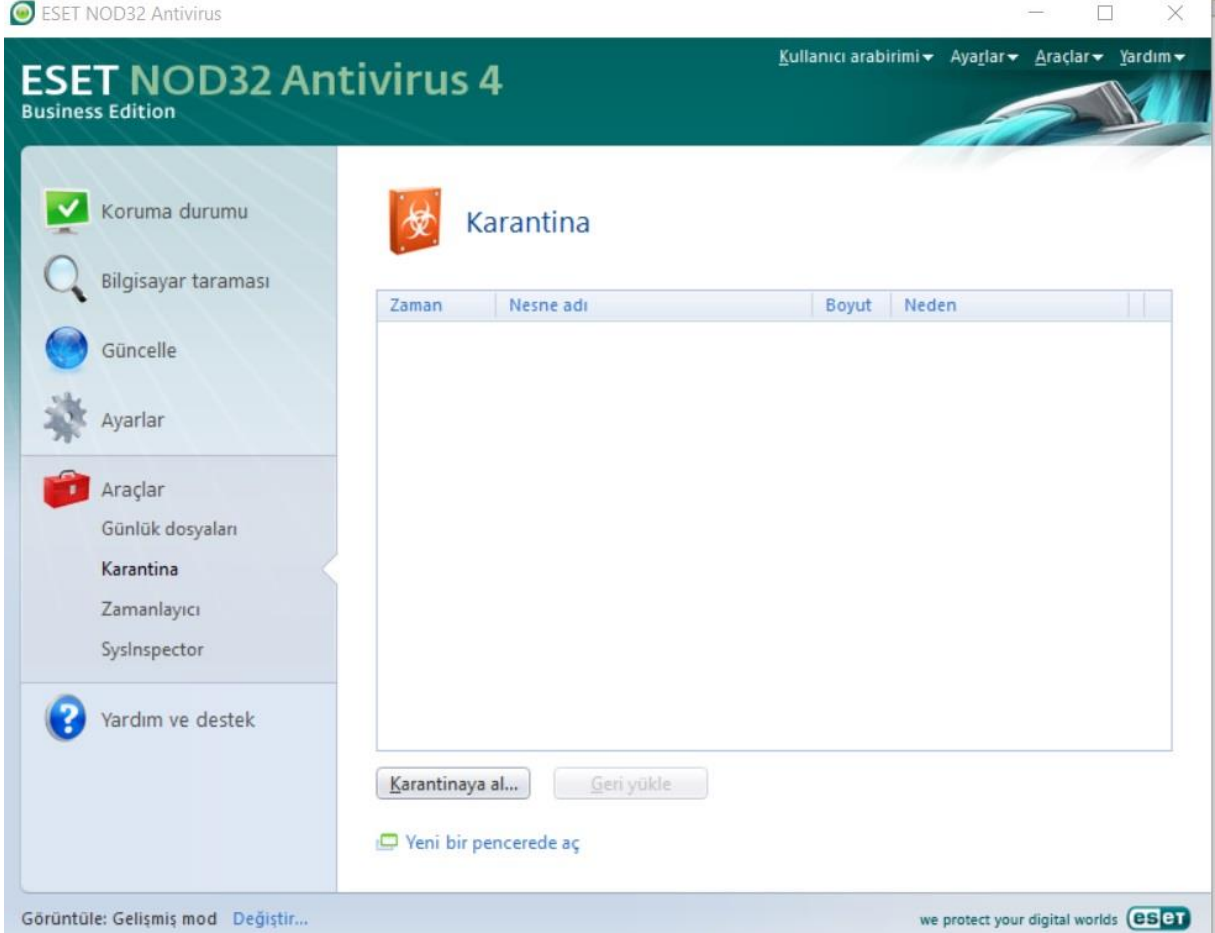 ESET NOD32 Antivirus
Kullanıcı arabirimi Ayarlar Araçlar Yardım
ESET NOD32 Antivirus 4
Business Edition
Koruma durumu
Bilgisayar taraması
Güncelle
Ayarlar
Araçlar
Günlük dosyaları
Karantina
Zamanlayıcı
SysInspector
Yardım ve destek
Karantina
Zaman Nesne adı Boyut Neden
Karantinaya al... Geri yükle
Yeni bir pencerede aç
Görüntüle: Gelişmiş mod Değiştir...
we protect your digital worlds eset